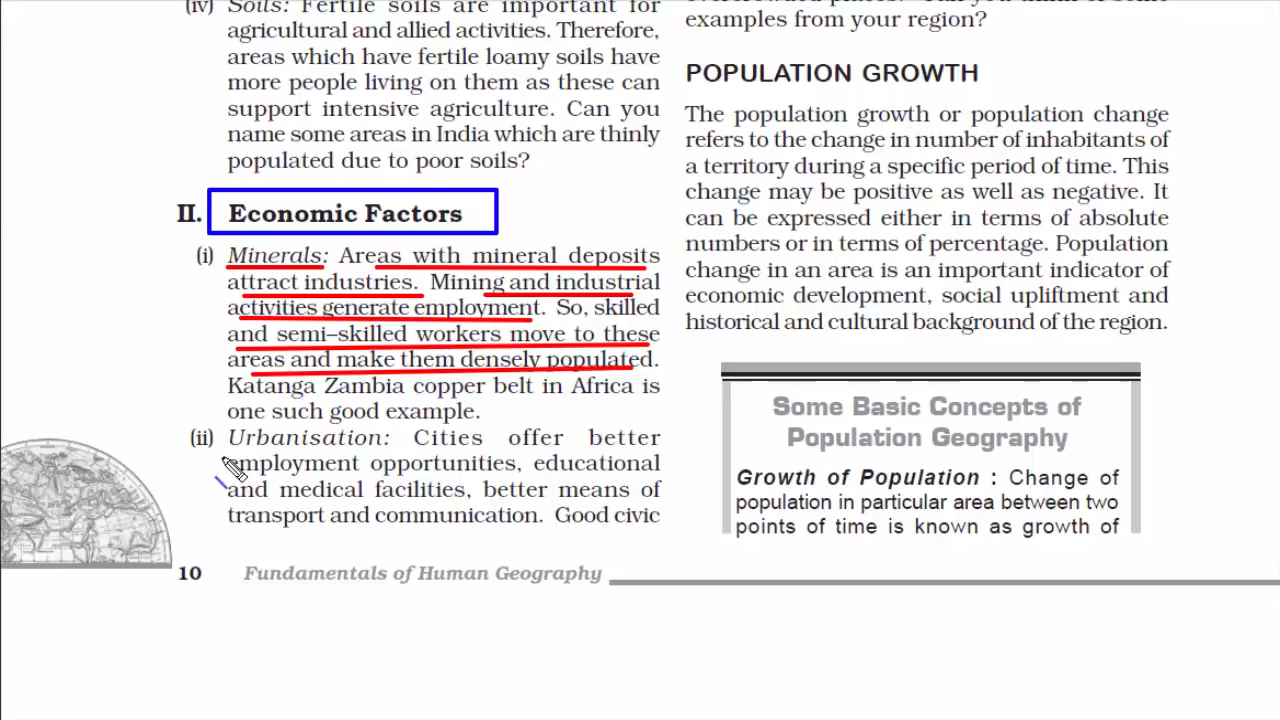 (iv) Soils: Fertile soils are important for
agricultural and allied activities. Therefore,
areas which have fertile loamy soils have
more people living on them as these can
support intensive agriculture. Can you
name some areas in India which are thinly
populated due to poor soils?
II. Economic Factors
(i) Minerals: Areas with mineral deposits
attract industries. Mining and industrial
activities generate employment. So, skilled
and semi–skilled workers move to these
areas and make them densely populated.
Katanga Zambia copper belt in Africa is
one such good example.
(ii) Urbanisation: Cities offer better
employment opportunities, educational
and medical facilities, better means of
transport and communication. Good civic
examples from your region?
POPULATION GROWTH
The population growth or population change
refers to the change in number of inhabitants of
a territory during a specific period of time. This
change may be positive as well as negative. It
can be expressed either in terms of absolute
numbers or in terms of percentage. Population
change in an area is an important indicator of
economic development, social upliftment and
historical and cultural background of the region.
Some Basic Concepts of
Population Geography
Growth of Population : Change of
population in particular area between two
points of time is known as growth of
10 Fundamentals of Human Geography